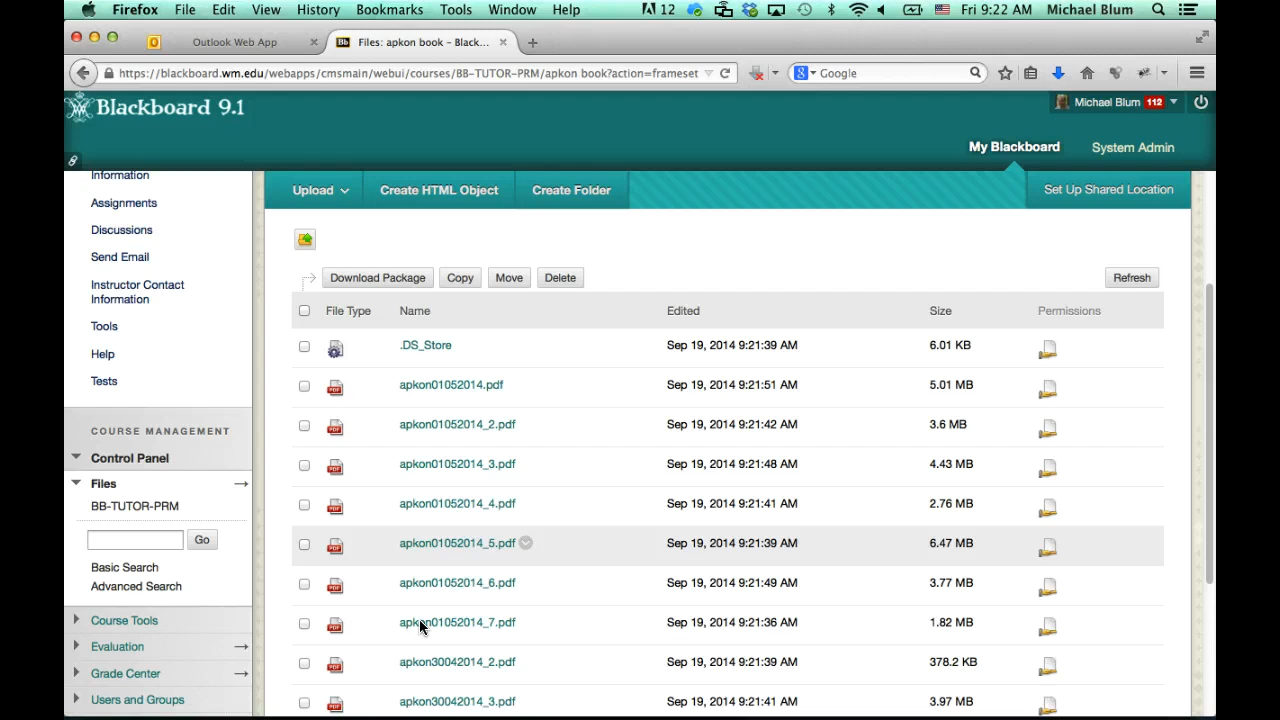 Firefox File Edit View History Bookmarks Tools Window Help 12 Fri 9:22 AM Michael Blum
Outlook Web App
Files: apkon book – Black...
https://blackboard.wm.edu/webapps/cmsmain/webui/courses/BB-TUTOR-PRM/apkon book?action=frameset
Google
Blackboard 9.1
Michael Blum 112
My Blackboard
System Admin
Information
Assignments
Discussions
Send Email
Instructor Contact
Information
Tools
Help
Tests
COURSE MANAGEMENT
Control Panel
Files
BB-TUTOR-PRM
Go
Basic Search
Advanced Search
Course Tools
Evaluation
Grade Center
Users and Groups
Upload Create HTML Object Create Folder Set Up Shared Location
Download Package Copy Move Delete Refresh
File Type Name Edited Size Permissions
.DS_Store Sep 19, 2014 9:21:39 AM 6.01 KB
apkon01052014.pdf Sep 19, 2014 9:21:51 AM 5.01 MB
apkon01052014_2.pdf Sep 19, 2014 9:21:42 AM 3.6 MB
apkon01052014_3.pdf Sep 19, 2014 9:21:48 AM 4.43 MB
apkon01052014_4.pdf Sep 19, 2014 9:21:41 AM 2.76 MB
apkon01052014_5.pdf Sep 19, 2014 9:21:39 AM 6.47 MB
apkon01052014_6.pdf Sep 19, 2014 9:21:49 AM 3.77 MB
apkon01052014_7.pdf Sep 19, 2014 9:21:36 AM 1.82 MB
apkon30042014_2.pdf Sep 19, 2014 9:21:39 AM 378.2 KB
apkon30042014_3.pdf Sep 19, 2014 9:21:41 AM 3.97 MB